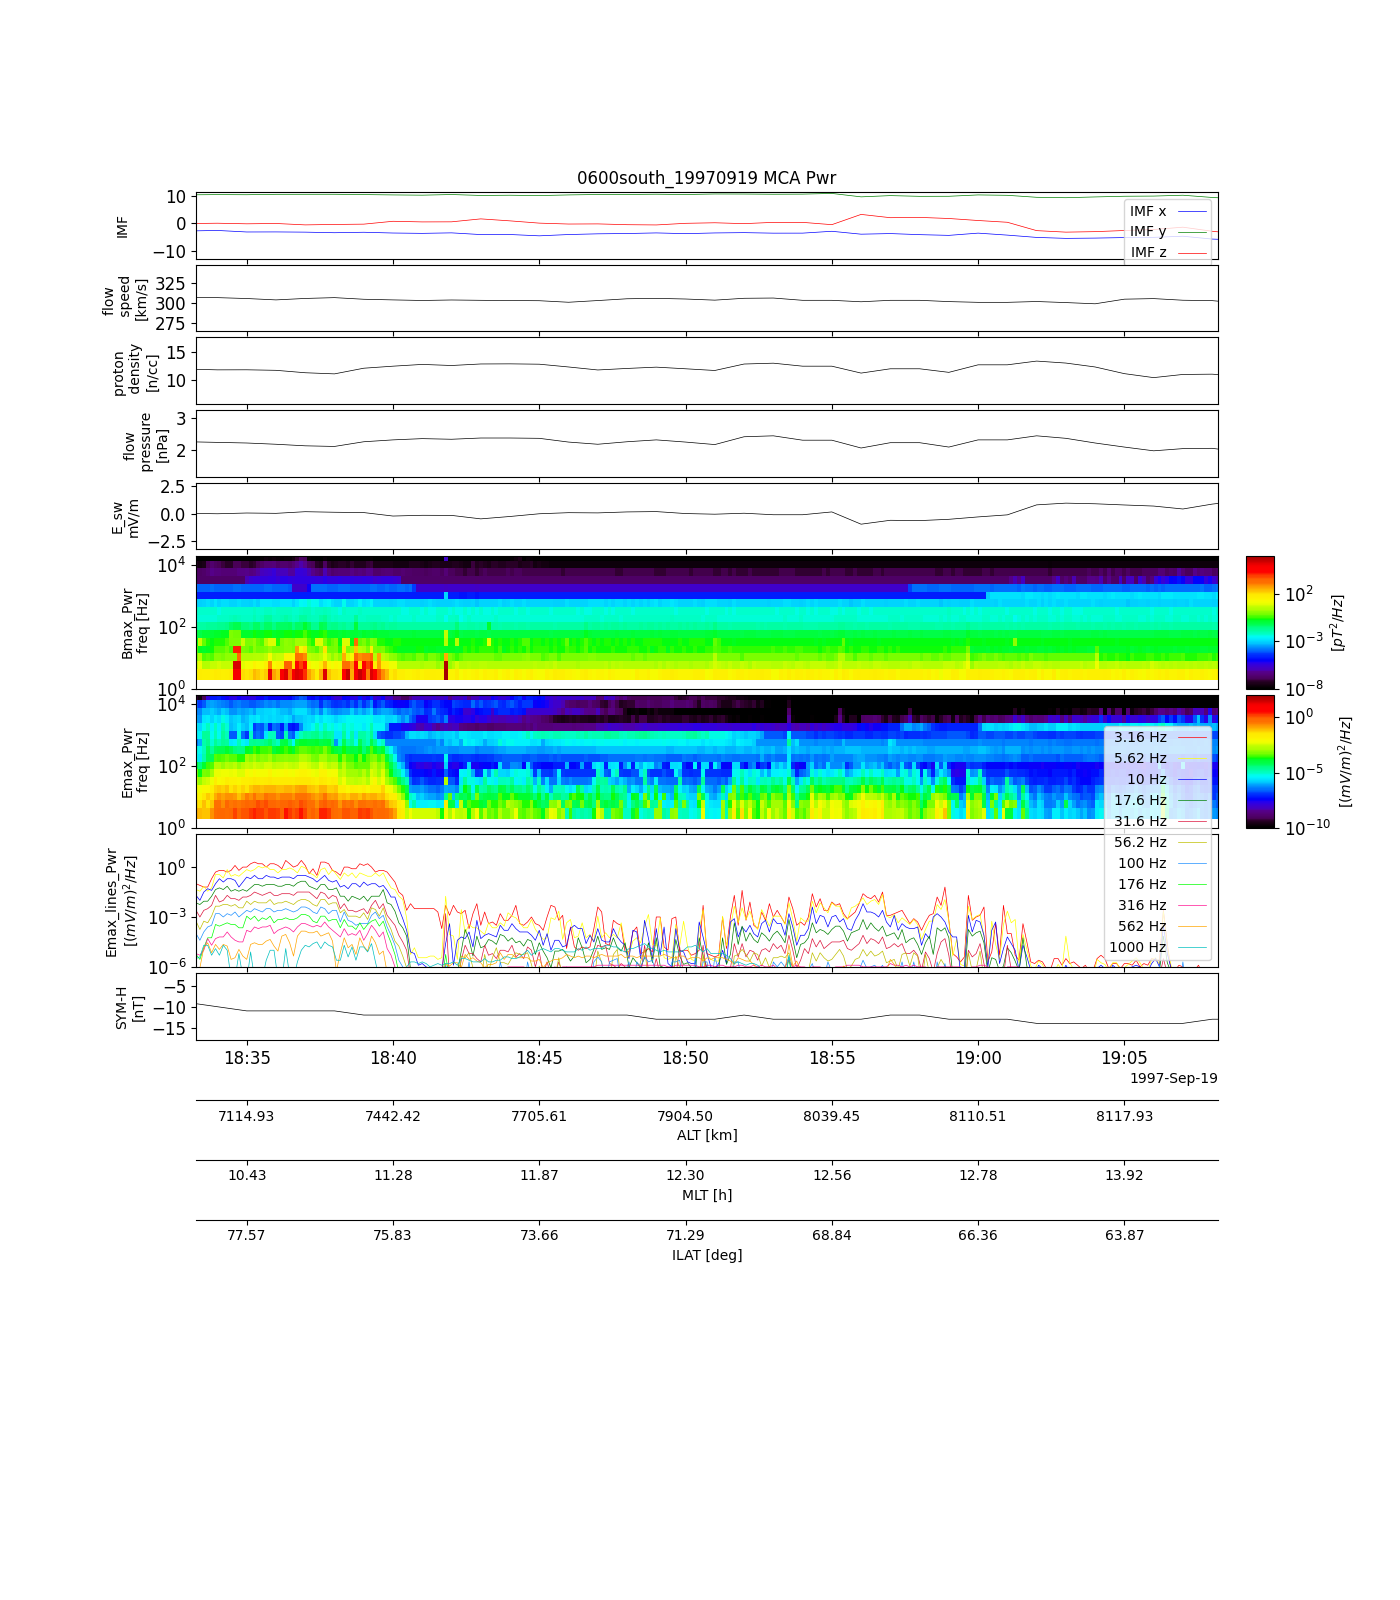 0600south_19970919 MCA Pwr
10
0
−10
IMF
IMF x
IMF y
IMF z
325
300
275
flow
speed
[km/s]
15
10
proton
density
[n/cc]
3
2
flow
pressure
[nPa]
2.5
0.0
−2.5
E_sw
mV/m
10^4
10^2
10^0
Bmax_Pwr
freq [Hz]
10^2
10^−3
10^−8
[pT^2/Hz]
10^4
10^2
10^0
Emax_Pwr
freq [Hz]
10^0
10^−5
10^−10
[(mV/m)^2/Hz]
3.16 Hz
5.62 Hz
10 Hz
17.6 Hz
31.6 Hz
56.2 Hz
100 Hz
176 Hz
316 Hz
562 Hz
1000 Hz
10^0
10^−3
10^−6
Emax_lines_Pwr
[(mV/m)^2/Hz]
−5
−10
−15
SYM-H
[nT]
18:35 18:40 18:45 18:50 18:55 19:00 19:05
1997-Sep-19
7114.93 7442.42 7705.61 7904.50 8039.45 8110.51 8117.93
ALT [km]
10.43 11.28 11.87 12.30 12.56 12.78 13.92
MLT [h]
77.57 75.83 73.66 71.29 68.84 66.36 63.87
ILAT [deg]